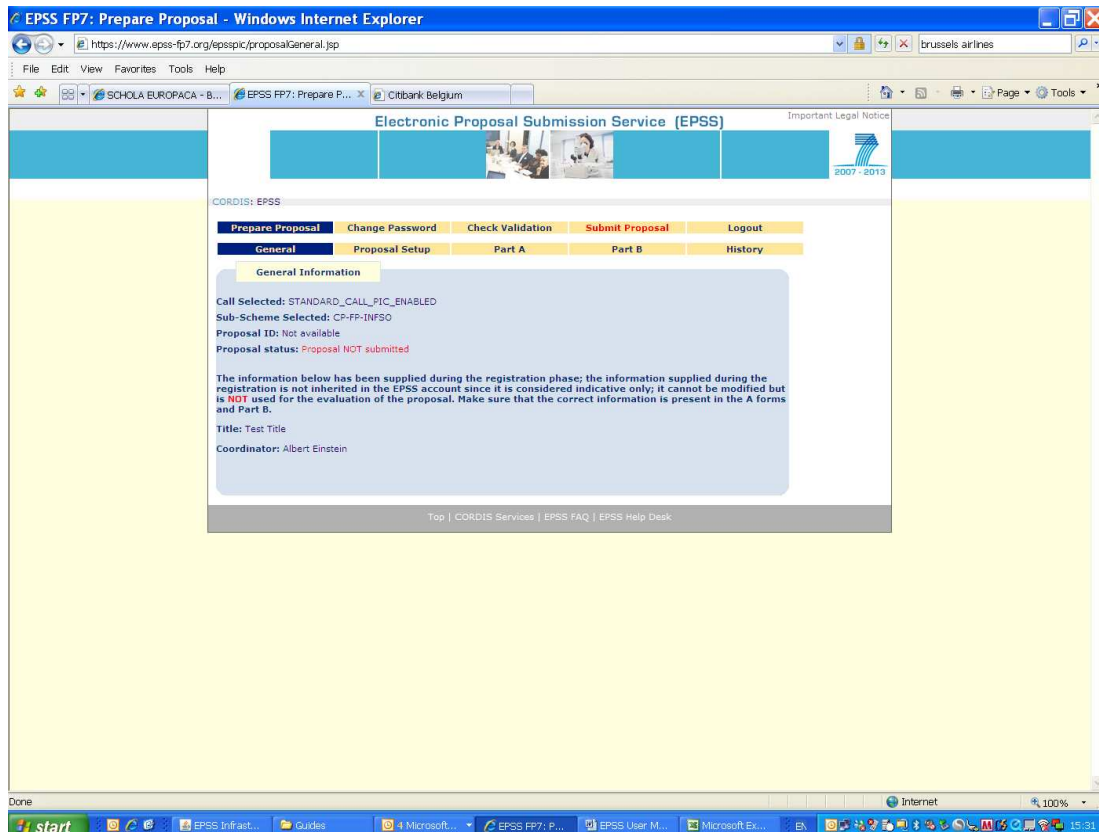 EPSS FP7: Prepare Proposal - Windows Internet Explorer
https://www.epss-fp7.org/epsspic/proposalGeneral.jsp
brussels airlines
File Edit View Favorites Tools Help
SCHOLA EUROPACA - B... EPSS FP7: Prepare P... Citibank Belgium Page Tools
Electronic Proposal Submission Service (EPSS)
Important Legal Notice
2007 - 2013
CORDIS: EPSS
Prepare Proposal Change Password Check Validation Submit Proposal Logout
General Proposal Setup Part A Part B History
General Information
Call Selected: STANDARD_CALL_PIC_ENABLED
Sub-Scheme Selected: CP-FP-INFSO
Proposal ID: Not available
Proposal status: Proposal NOT submitted
The information below has been supplied during the registration phase; the information supplied during the
registration is not inherited in the EPSS account since it is considered indicative only; it cannot be modified but
is NOT used for the evaluation of the proposal. Make sure that the correct information is present in the A forms
and Part B.
Title: Test Title
Coordinator: Albert Einstein
Top | CORDIS Services | EPSS FAQ | EPSS Help Desk
Done Internet 100%
start EPSS Infrast... Guides 4 Microsoft... EPSS FP7: P... EPSS User M... Microsoft Ex... EN 15:31